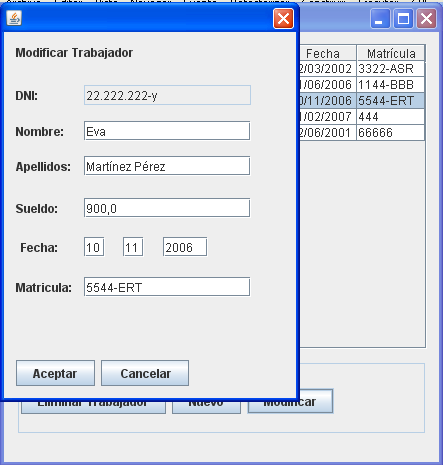 Modificar Trabajador
DNI: 22.222.222-y
Nombre: Eva
Apellidos: Martínez Pérez
Sueldo: 900,0
Fecha: 10 11 2006
Matricula: 5544-ERT
Aceptar Cancelar
Fecha Matrícula
2/03/2002 3322-ASR
1/06/2006 1144-BBB
0/11/2006 5544-ERT
1/02/2007 444
2/06/2001 66666
Eliminar Trabajador Nuevo Modificar